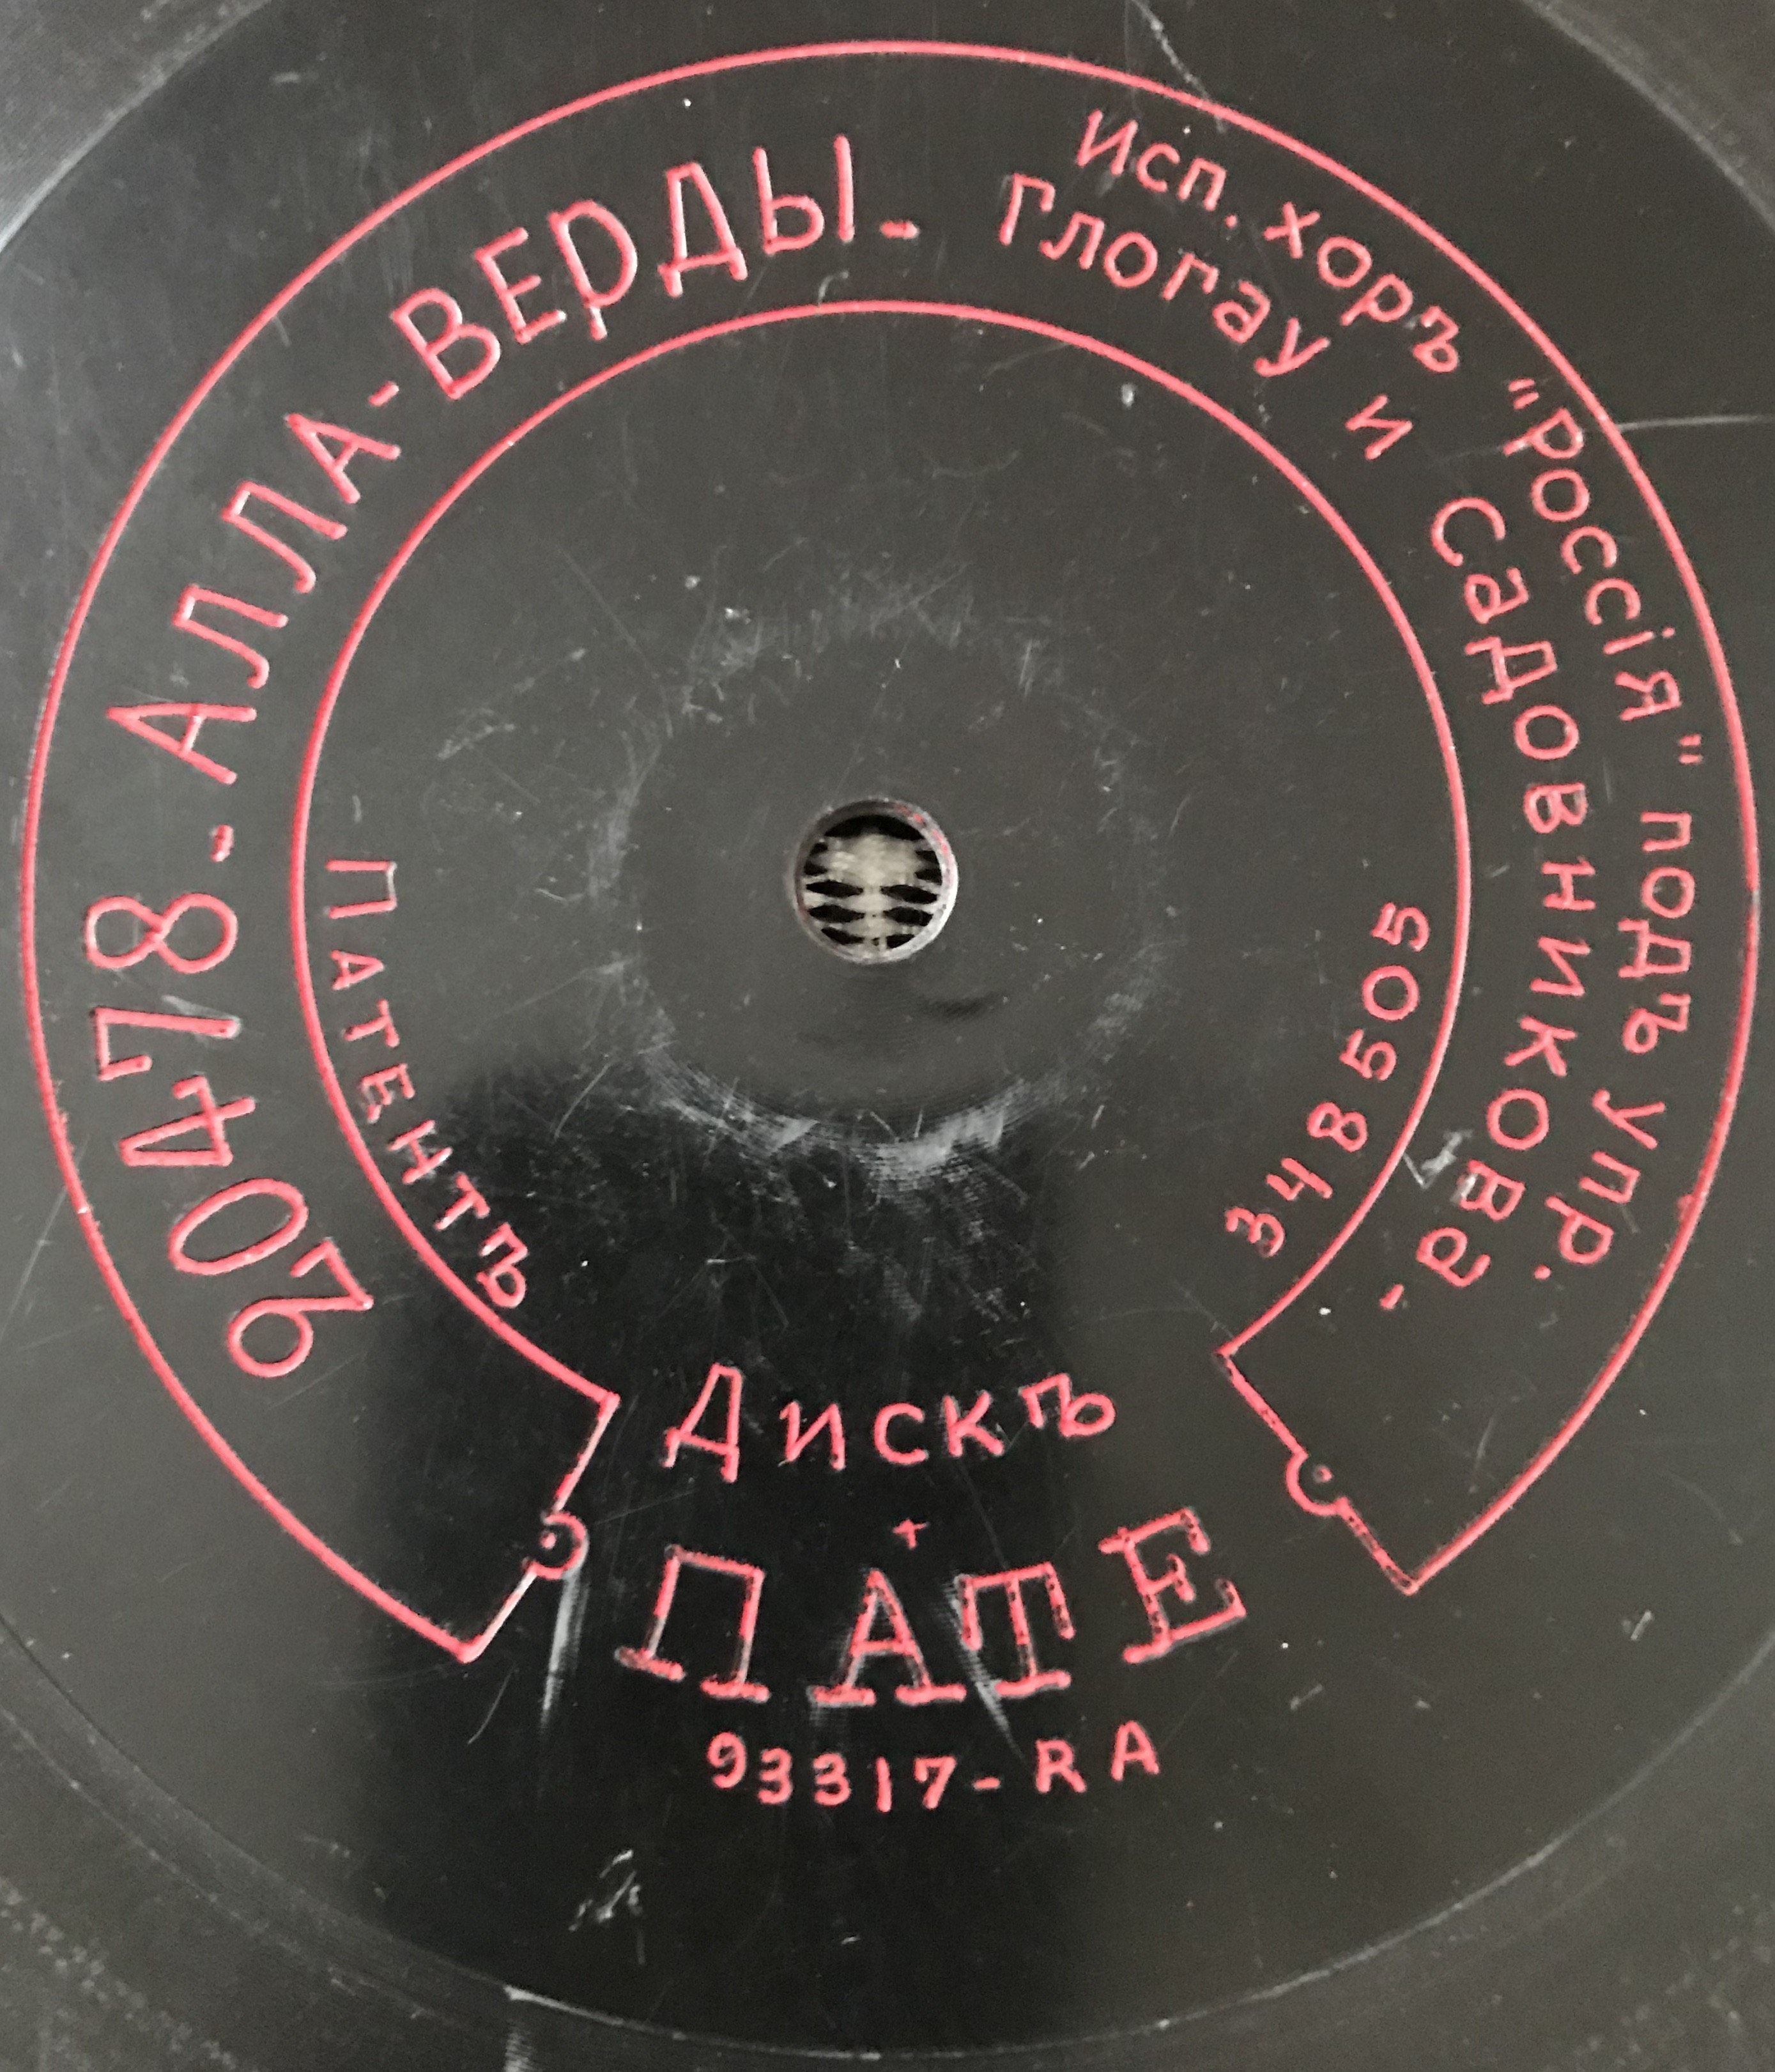 20478 - АЛЛА-ВЕРДЫ -
Исп. хоръ "Россія" подъ упр.
Глогау и Садовникова -
ПАТЕНТЪ
348505
Дискъ
ПАТЕ
93317-RA